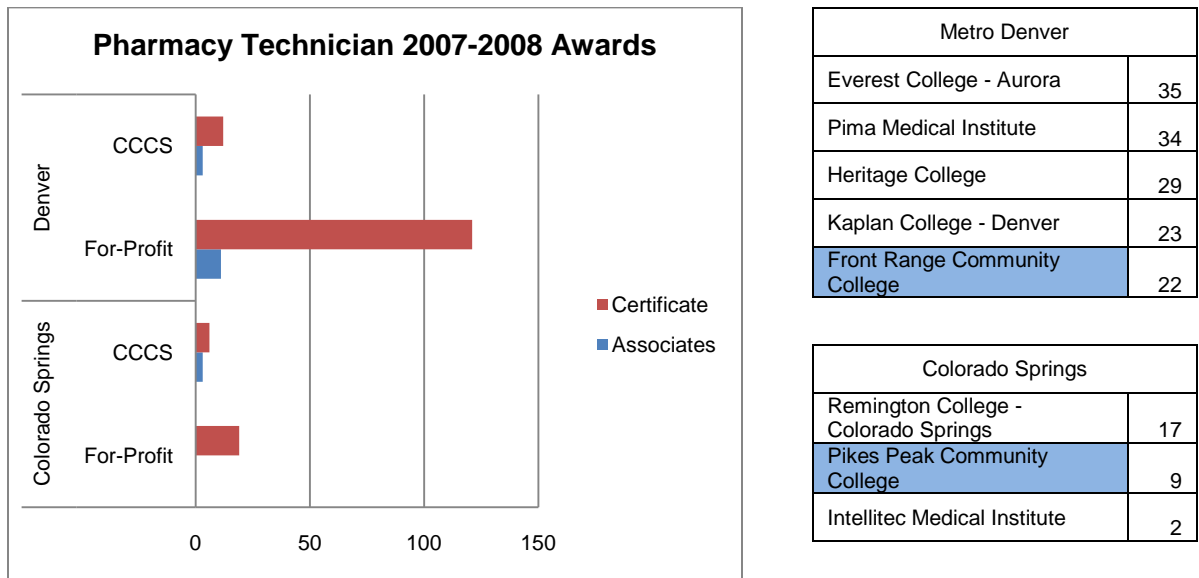 Pharmacy Technician 2007-2008 Awards
Denver
CCCS
For-Profit
Colorado Springs
CCCS
For-Profit
0 50 100 150
Certificate
Associates
Metro Denver
Everest College - Aurora 35
Pima Medical Institute 34
Heritage College 29
Kaplan College - Denver 23
Front Range Community
College 22
Colorado Springs
Remington College -
Colorado Springs 17
Pikes Peak Community
College 9
Intellitec Medical Institute 2